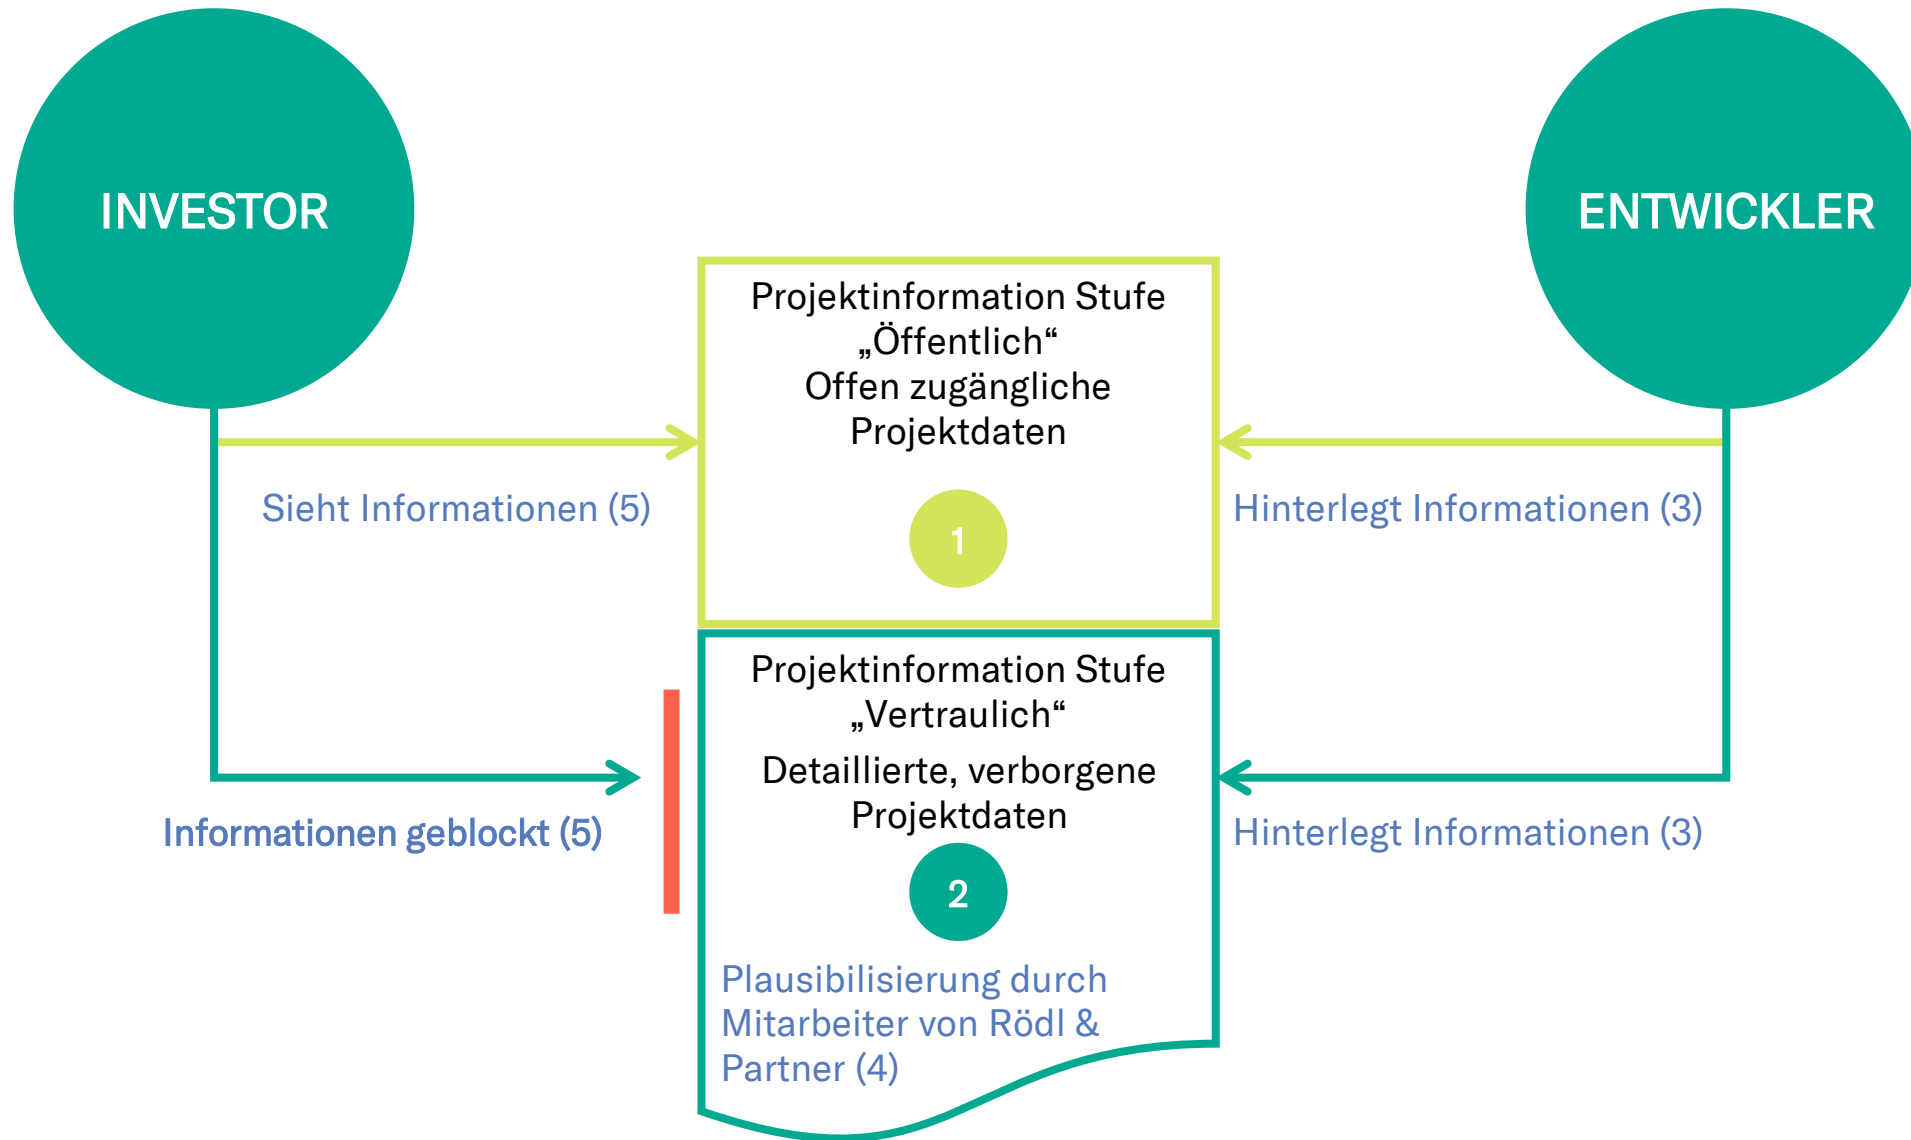 INVESTOR
ENTWICKLER
Projektinformation Stufe
„Öffentlich“
Offen zugängliche
Projektdaten
1
Sieht Informationen (5)
Hinterlegt Informationen (3)
Projektinformation Stufe
„Vertraulich“
Detaillierte, verborgene
Projektdaten
2
Informationen geblockt (5)
Hinterlegt Informationen (3)
Plausibilisierung durch
Mitarbeiter von Rödl &
Partner (4)